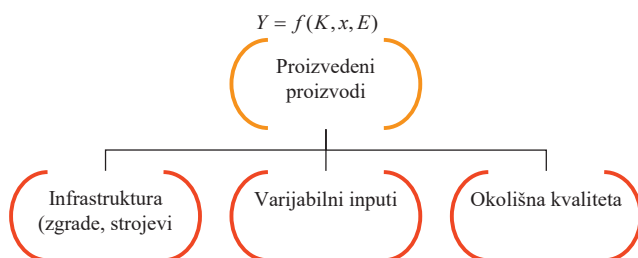 Y = f(K, x, E)
Proizvedeni
proizvodi
Infrastruktura
(zgrade, strojevi
Varijabilni inputi
Okolišna kvaliteta